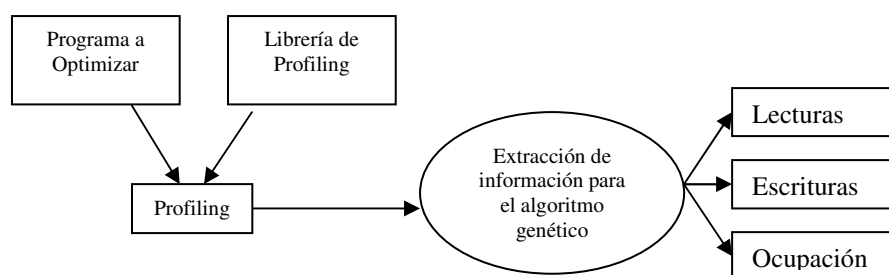 Programa a
Optimizar
Librería de
Profiling
Profiling
Extracción de
información para
el algoritmo
genético
Lecturas
Escrituras
Ocupación